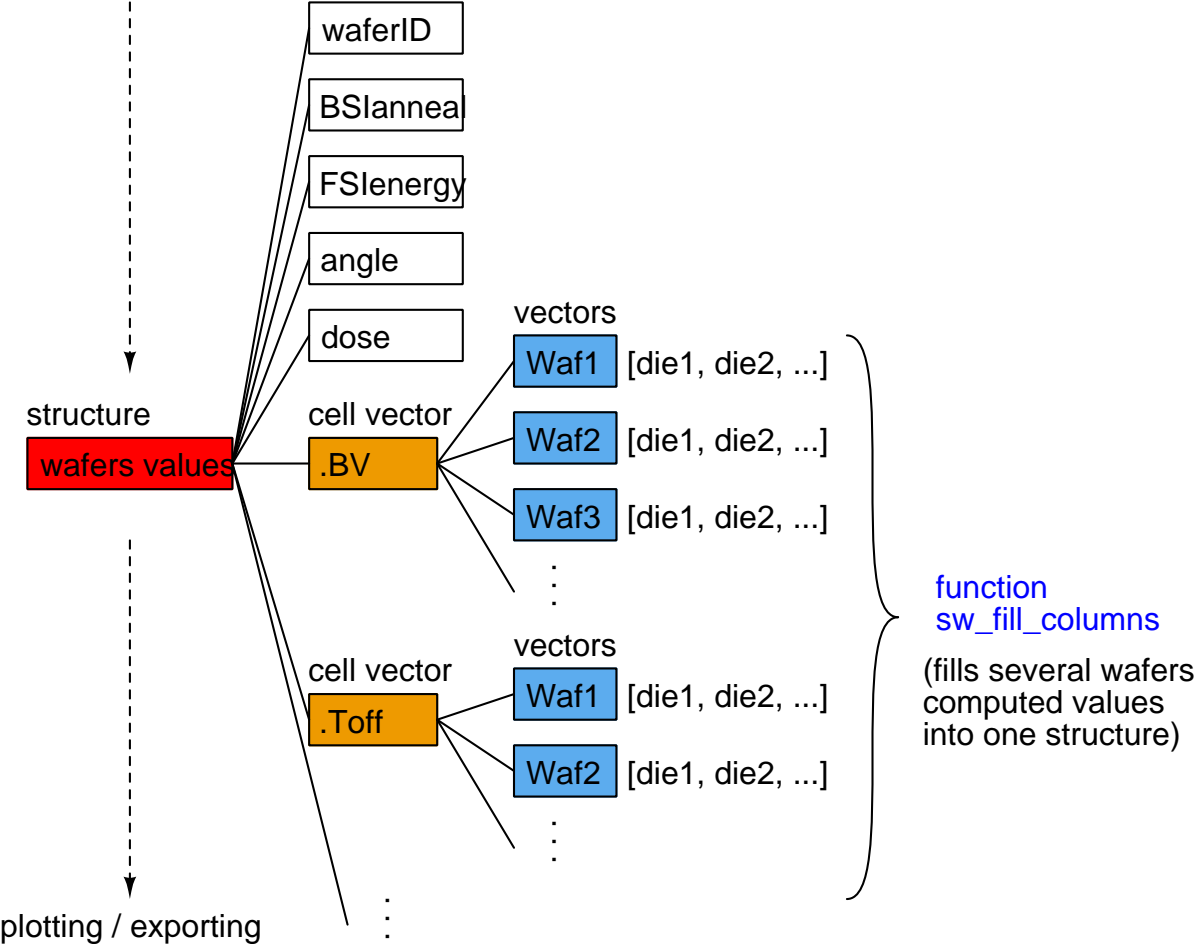 waferID
BSIanneal
FSIenergy
angle
dose
vectors
Waf1 [die1, die2, ...]
structure
cell vector
Waf2 [die1, die2, ...]
wafers values
.BV
Waf3 [die1, die2, ...]
function
sw_fill_columns
(fills several wafers
computed values
into one structure)
vectors
cell vector
Waf1 [die1, die2, ...]
.Toff
Waf2 [die1, die2, ...]
plotting / exporting